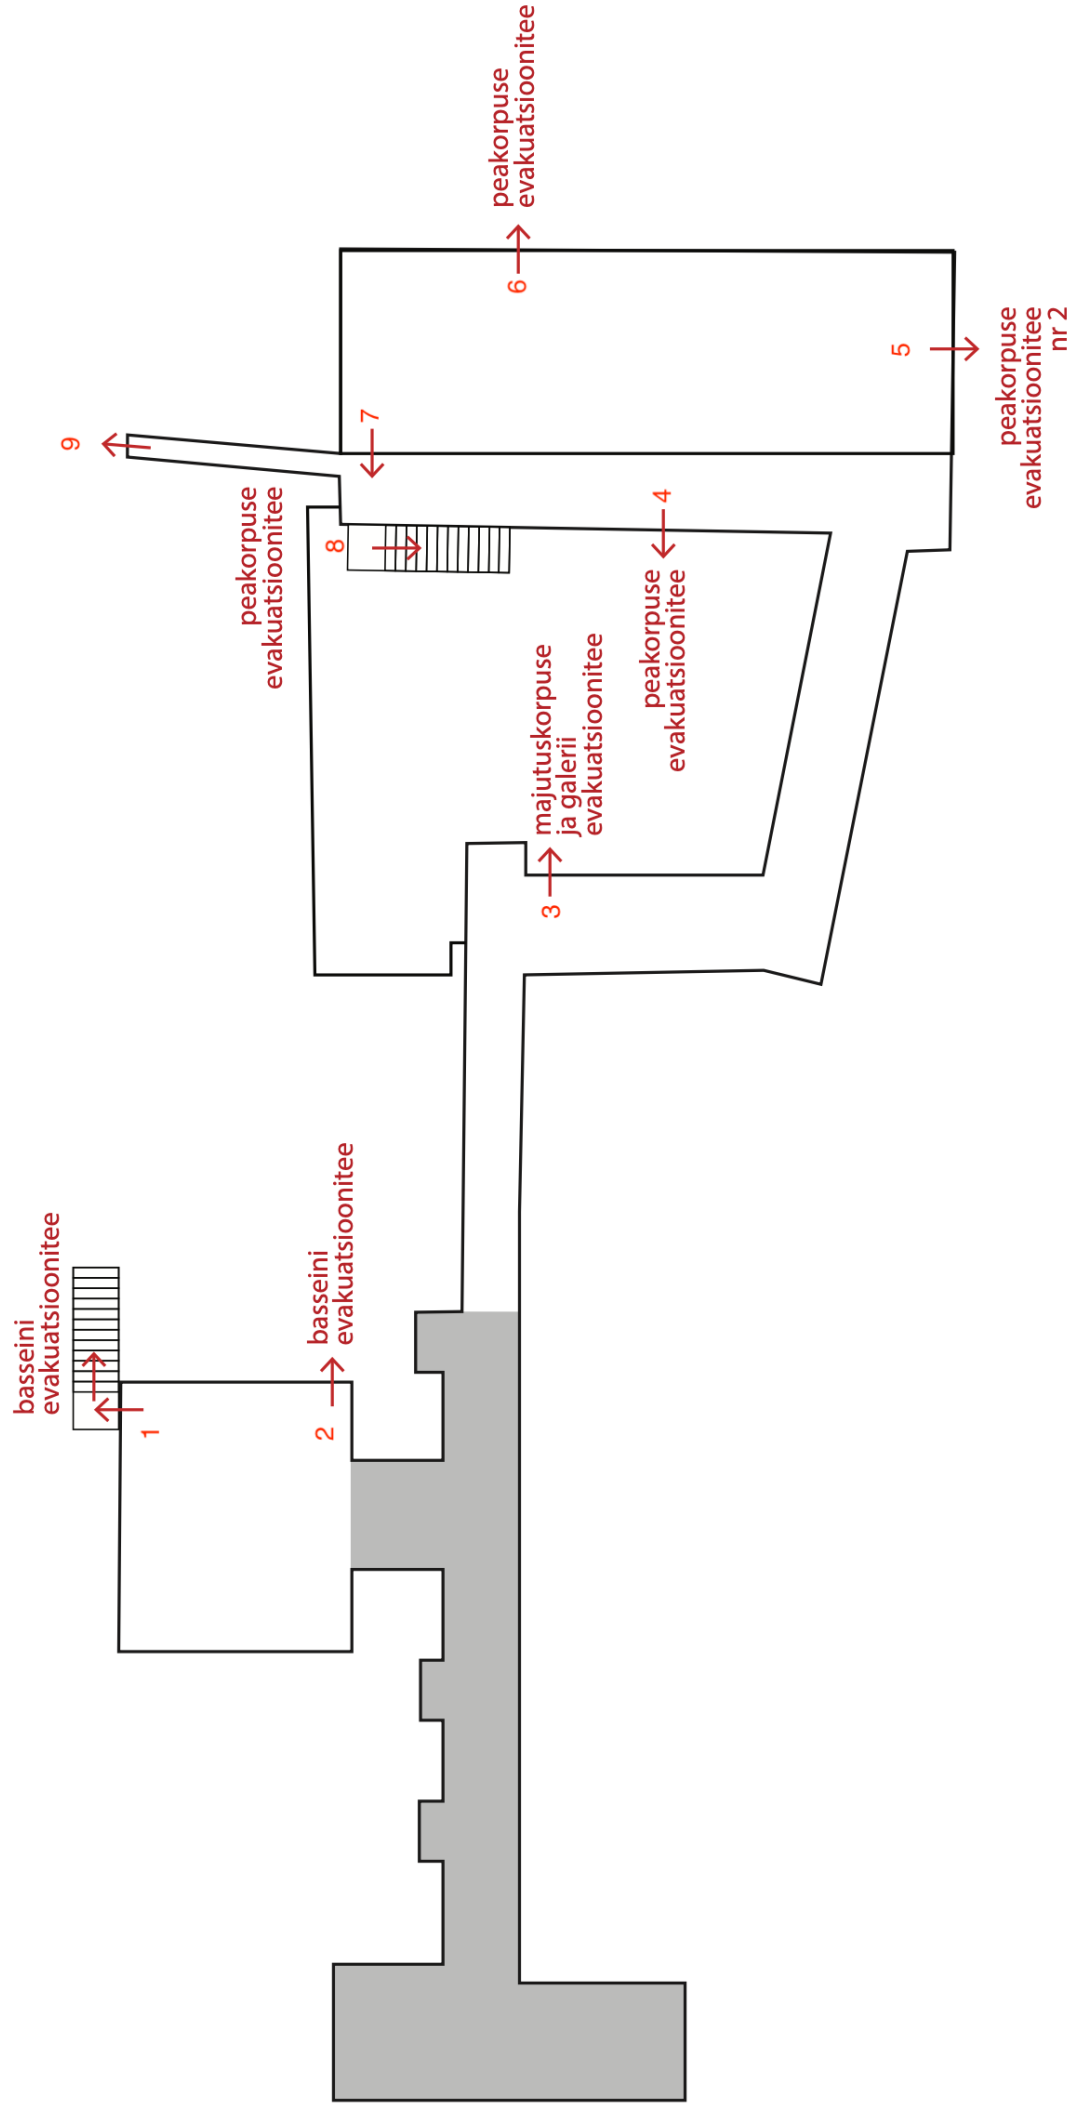 basseini
evakuatsioonitee
1
basseini
evakuatsioonitee
2
majutuskorpuse
ja galerii
evakuatsioonitee
3
peakorpuse
evakuatsioonitee
4
5
peakorpuse
evakuatsioonitee
nr 2
peakorpuse
evakuatsioonitee
6
7
peakorpuse
evakuatsioonitee
8
9